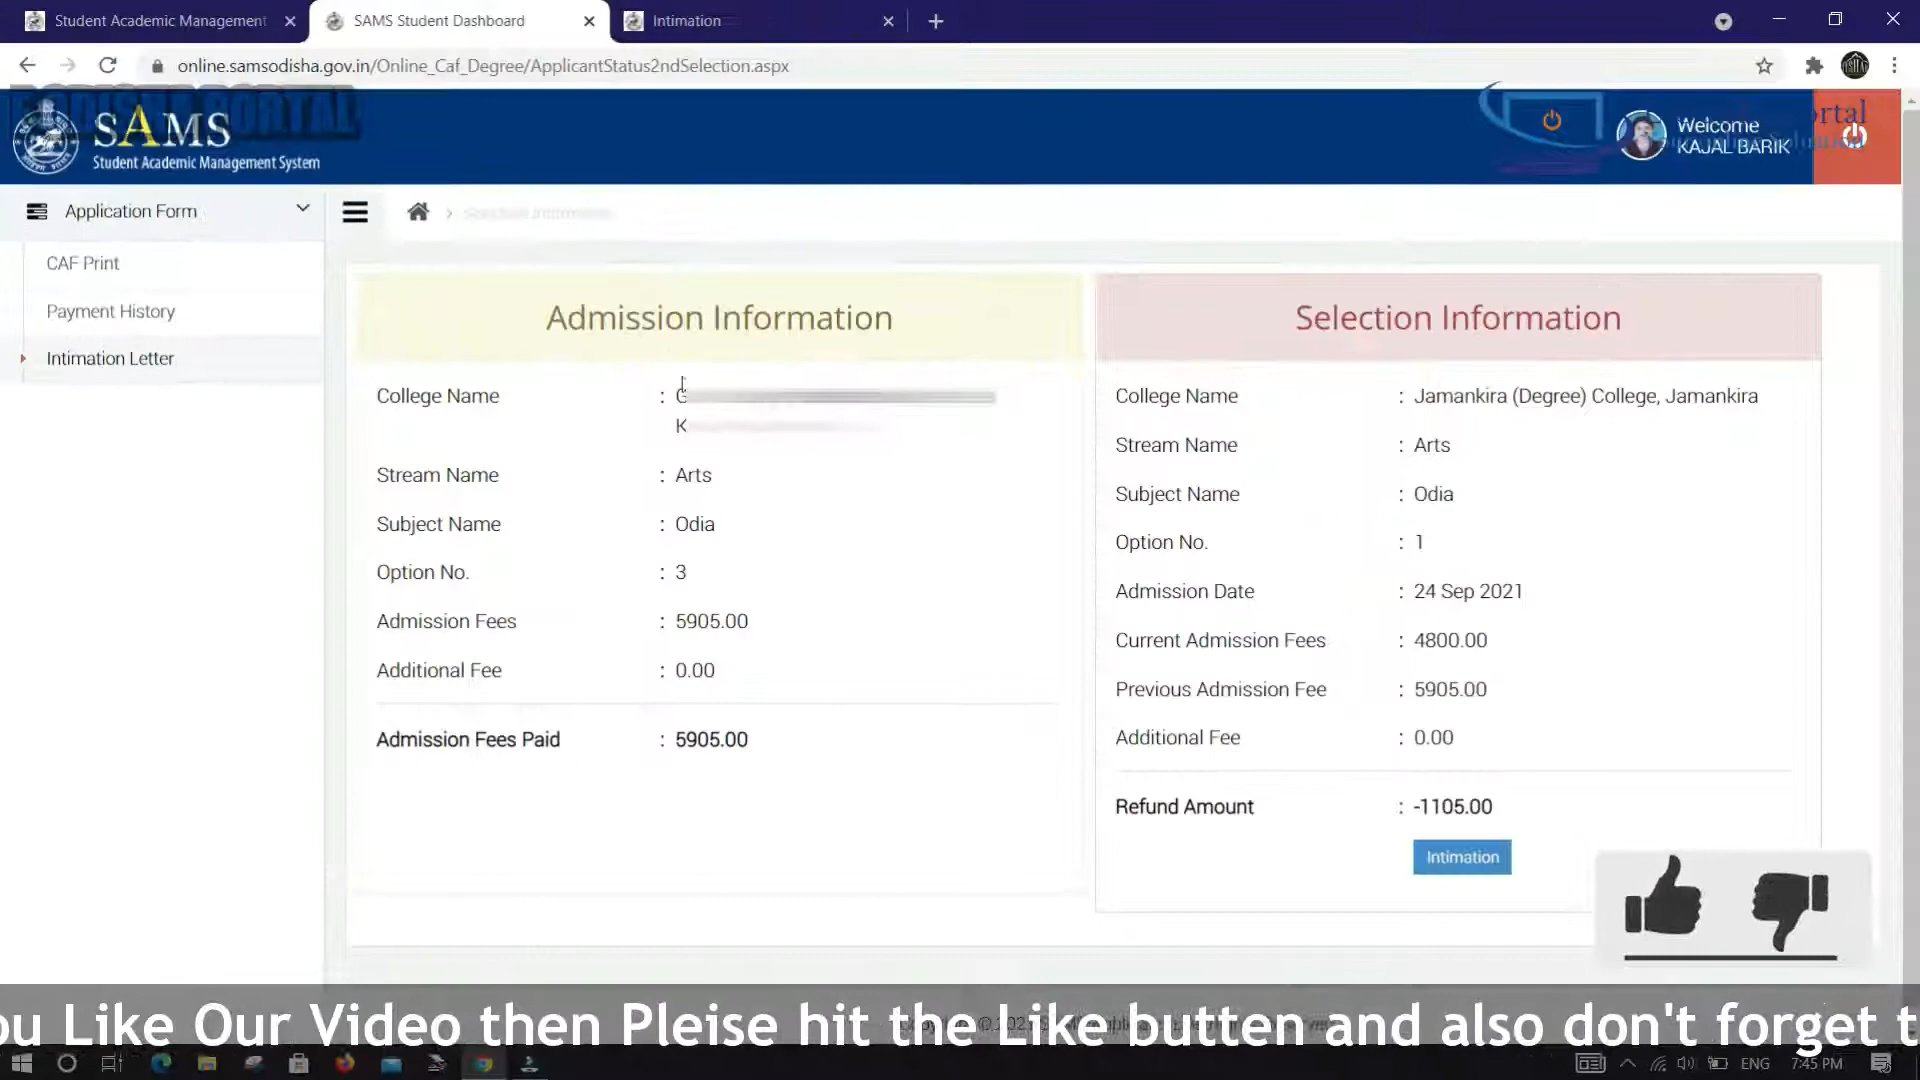 Student Academic Management
SAMS Student Dashboard
Intimation
online.samsodisha.gov.in/Online_Caf_Degree/ApplicantStatus2ndSelection.aspx
PORTAL
SAMS
Student Academic Management System
Welcome
KAJAL BARIK
Application Form
CAF Print
Payment History
Intimation Letter
Admission Information
College Name :
Stream Name : Arts
Subject Name : Odia
Option No. : 3
Admission Fees : 5905.00
Additional Fee : 0.00
Admission Fees Paid : 5905.00
Selection Information
College Name : Jamankira (Degree) College, Jamankira
Stream Name : Arts
Subject Name : Odia
Option No. : 1
Admission Date : 24 Sep 2021
Current Admission Fees : 4800.00
Previous Admission Fee : 5905.00
Additional Fee : 0.00
Refund Amount : -1105.00
Intimation
ou Like Our Video then Pleise hit the Like butten and also don't forget t
ENG
7:45 PM